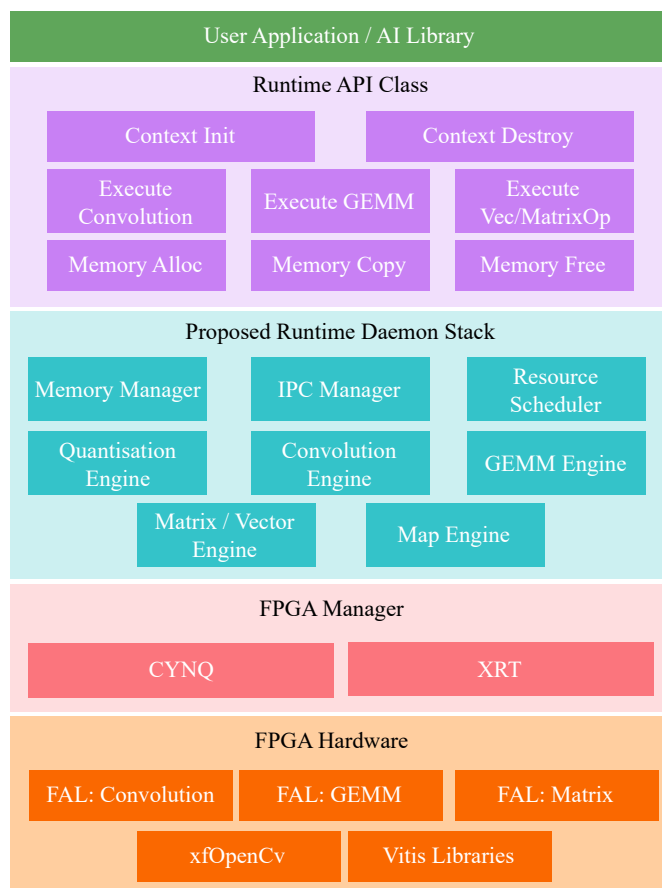 User Application / AI Library
Runtime API Class
Context Init
Context Destroy
Execute
Convolution
Execute GEMM
Execute
Vec/MatrixOp
Memory Alloc
Memory Copy
Memory Free
Proposed Runtime Daemon Stack
Memory Manager
IPC Manager
Resource
Scheduler
Quantisation
Engine
Convolution
Engine
GEMM Engine
Matrix / Vector
Engine
Map Engine
FPGA Manager
CYNQ
XRT
FPGA Hardware
FAL: Convolution
FAL: GEMM
FAL: Matrix
xfOpenCv
Vitis Libraries